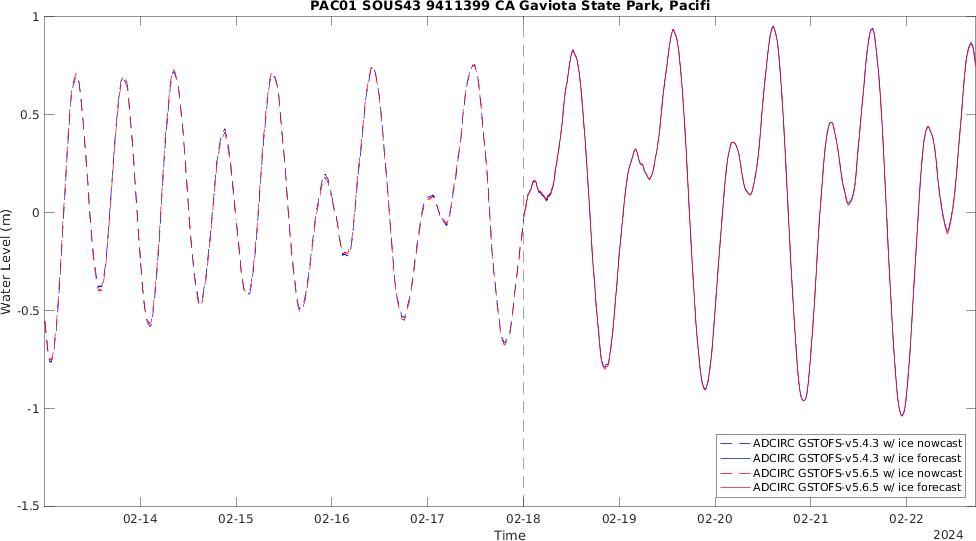 PAC01 SOUS43 9411399 CA Gaviota State Park, Pacifi
Water Level (m)
1
0.5
0
-0.5
-1
-1.5
ADCIRC GSTOFS-v5.4.3 w/ ice nowcast
ADCIRC GSTOFS-v5.4.3 w/ ice forecast
ADCIRC GSTOFS-v5.6.5 w/ ice nowcast
ADCIRC GSTOFS-v5.6.5 w/ ice forecast
02-14 02-15 02-16 02-17 02-18 02-19 02-20 02-21 02-22
Time
2024